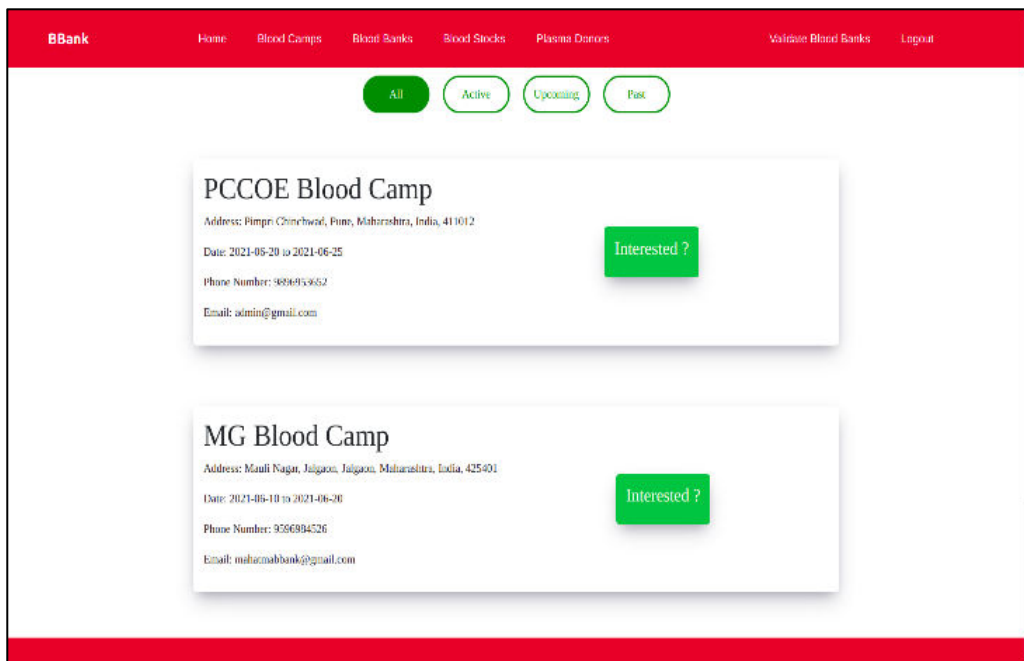 BBank Home Blood Camps Blood Banks Blood Stocks Plasma Donors Validate Blood Banks Logout
All Active Upcoming Past
PCCOE Blood Camp
Address: Pimpri Chinchwad, Pune, Maharashtra, India, 411012
Date: 2021-06-20 to 2021-06-25
Phone Number: 9896953652
Email: admin@gmail.com
Interested ?
MG Blood Camp
Address: Mauli Nagar, Jalgaon, Jalgaon, Maharashtra, India, 425401
Date: 2021-06-10 to 2021-06-20
Phone Number: 9596984526
Email: mahatmabbank@gmail.com
Interested ?